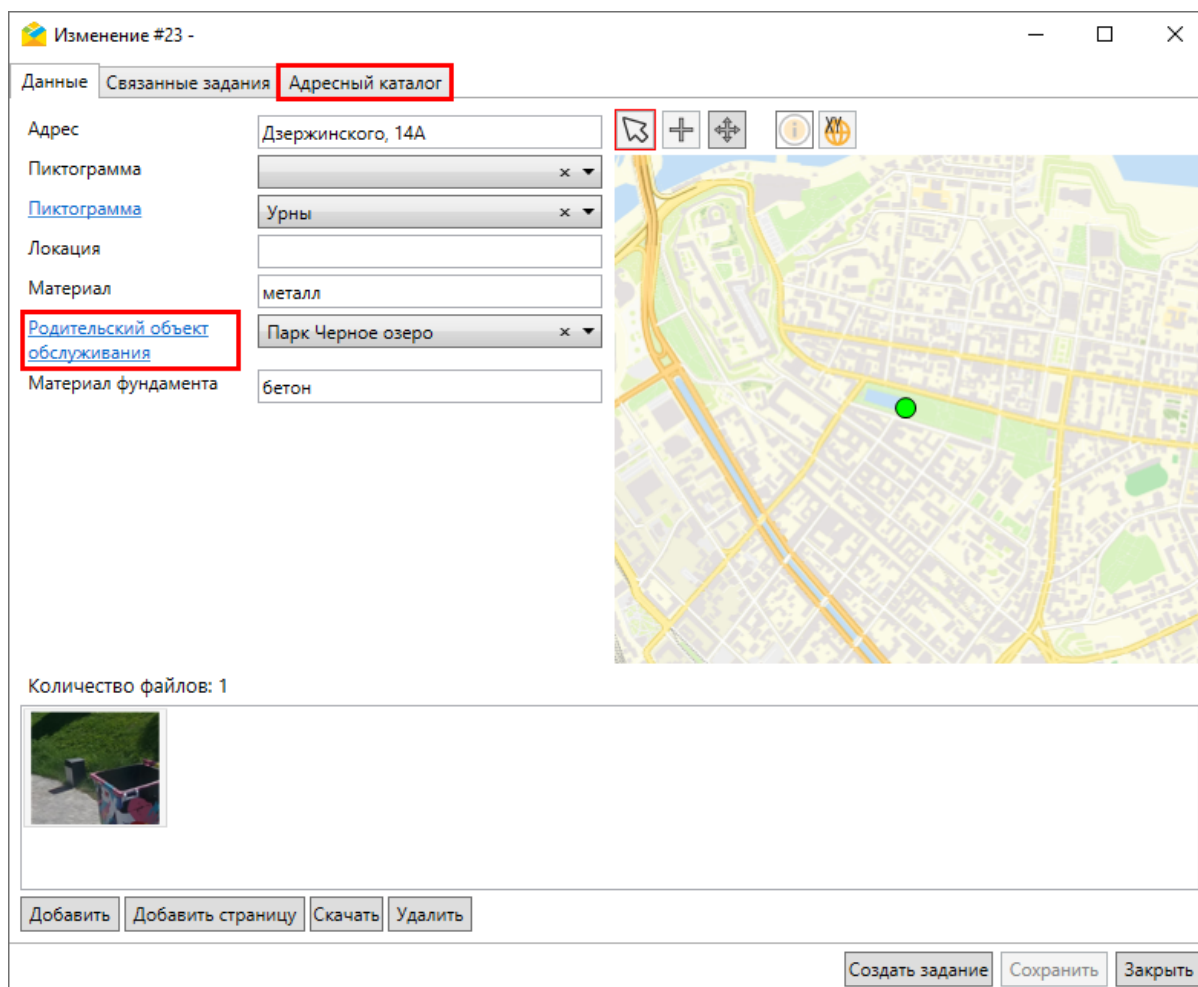 Изменение #23 -
Данные Связанные задания Адресный каталог
Адрес Дзержинского, 14А
Пиктограмма
Пиктограмма Урны
Локация
Материал металл
Родительский объект Парк Черное озеро
обслуживания
Материал фундамента бетон
XY
Количество файлов: 1
Добавить Добавить страницу Скачать Удалить
Создать задание Сохранить Закрыть